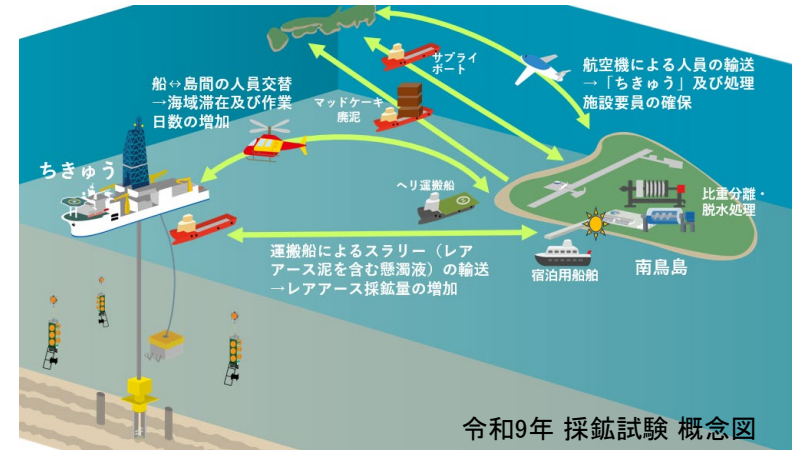 サプライ
ボート
航空機による人員の輸送
→「ちきゅう」及び処理
施設要員の確保
船↔島間の人員交替
→海域滞在及び作業
日数の増加
マッドケーキ
廃泥
ちきゅう
ヘリ運搬船
比重分離・
脱水処理
運搬船によるスラリー（レア
アース泥を含む懸濁液）の輸送
→レアアース採鉱量の増加
宿泊用船舶
南鳥島
令和9年 採鉱試験 概念図